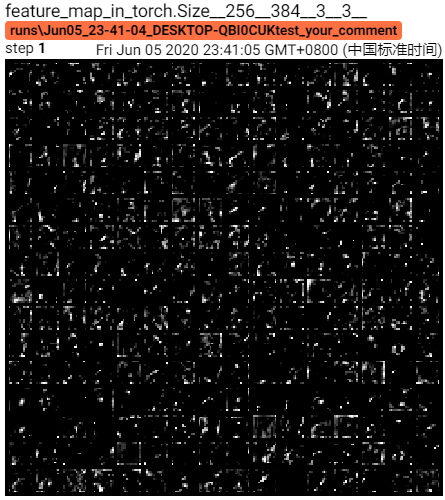 feature_map_in_torch.Size__256__384__3__3__
runs\Jun05_23-41-04_DESKTOP-QBI0CUKtest_your_comment
step 1 Fri Jun 05 2020 23:41:05 GMT+0800 (中国标准时间)